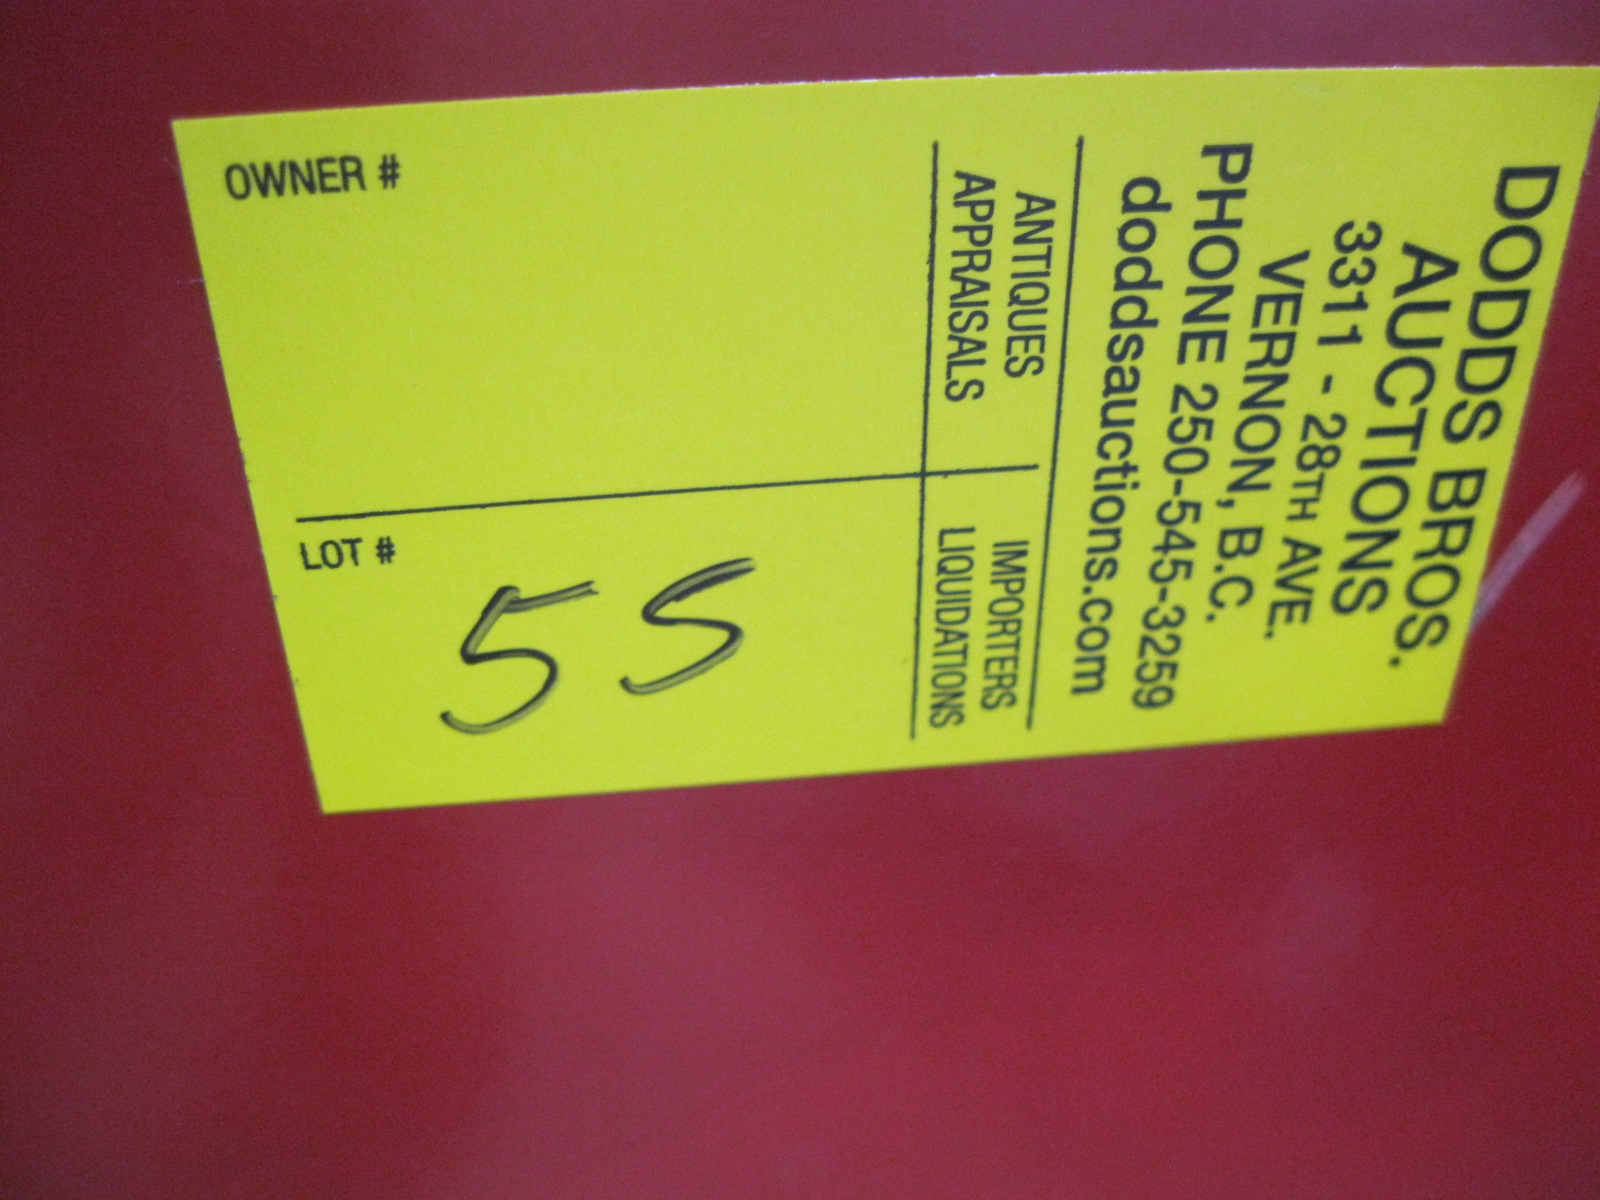 DODDS BROS.
AUCTIONS
3311 - 28TH AVE.
VERNON, B.C.
PHONE 250-545-3259
doddsauctions.com
ANTIQUES
APPRAISALS
IMPORTERS
LIQUIDATIONS
OWNER #
LOT #
55